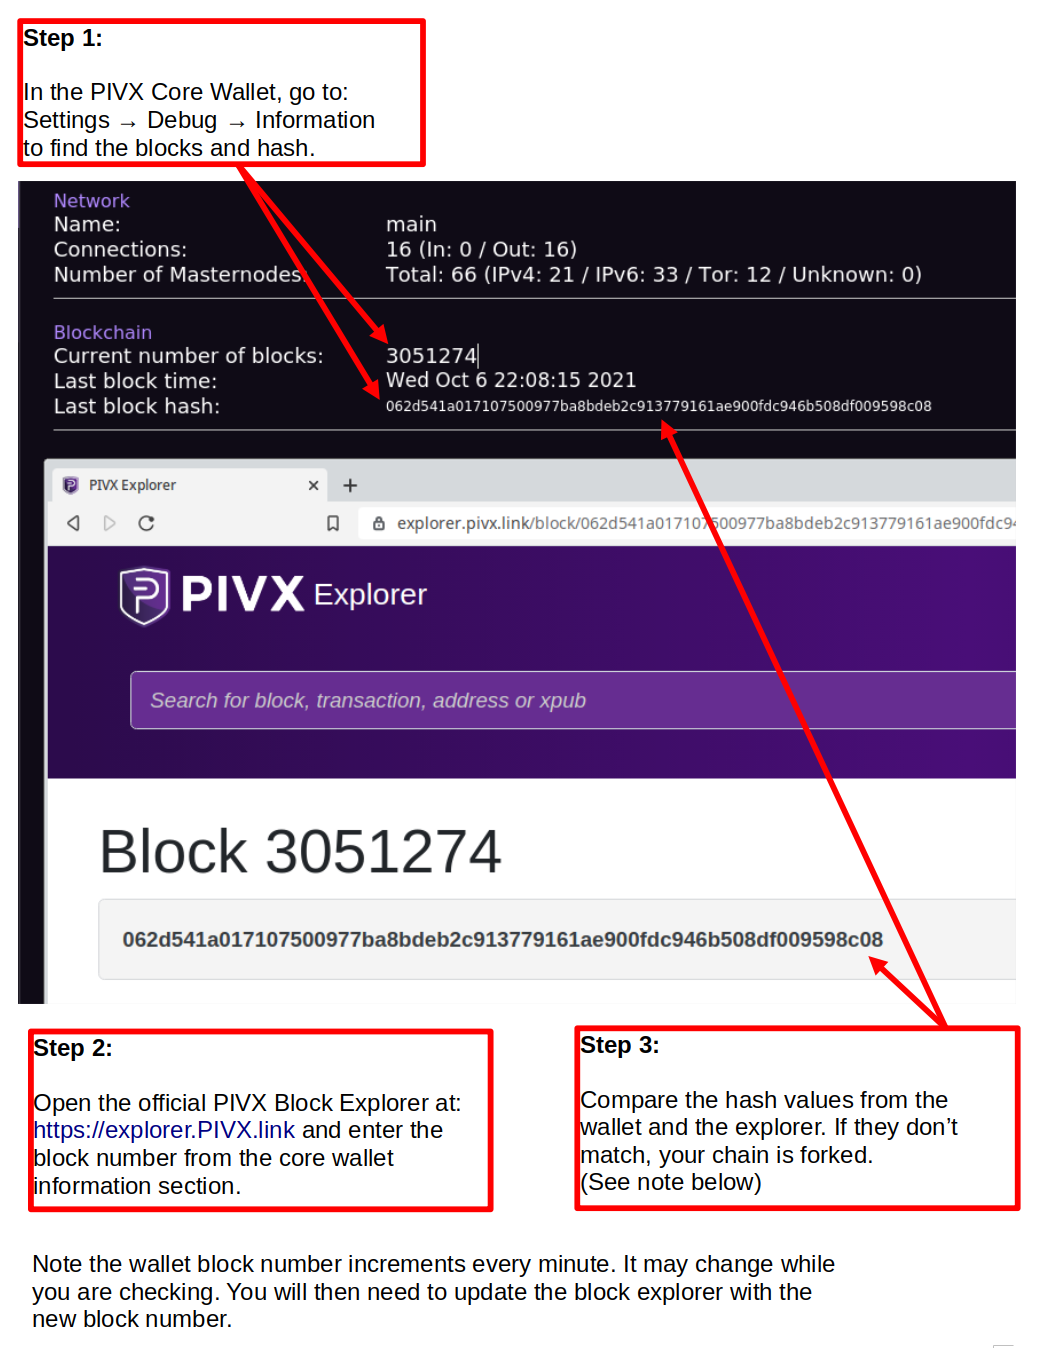 Step 1:
In the PIVX Core Wallet, go to:
Settings → Debug → Information
to find the blocks and hash.
Network
Name: main
Connections: 16 (In: 0 / Out: 16)
Number of Masternodes: Total: 66 (IPv4: 21 / IPv6: 33 / Tor: 12 / Unknown: 0)
Blockchain
Current number of blocks: 3051274
Last block time: Wed Oct 6 22:08:15 2021
Last block hash: 062d541a017107500977ba8bdeb2c913779161ae900fdc946b508df009598c08
PIVX Explorer
explorer.pivx.link/block/062d541a017107500977ba8bdeb2c913779161ae900fdc94
PIVX Explorer
Search for block, transaction, address or xpub
Block 3051274
062d541a017107500977ba8bdeb2c913779161ae900fdc946b508df009598c08
Step 2:
Open the official PIVX Block Explorer at:
https://explorer.PIVX.link and enter the
block number from the core wallet
information section.
Step 3:
Compare the hash values from the
wallet and the explorer. If they don’t
match, your chain is forked.
(See note below)
Note the wallet block number increments every minute. It may change while
you are checking. You will then need to update the block explorer with the
new block number.